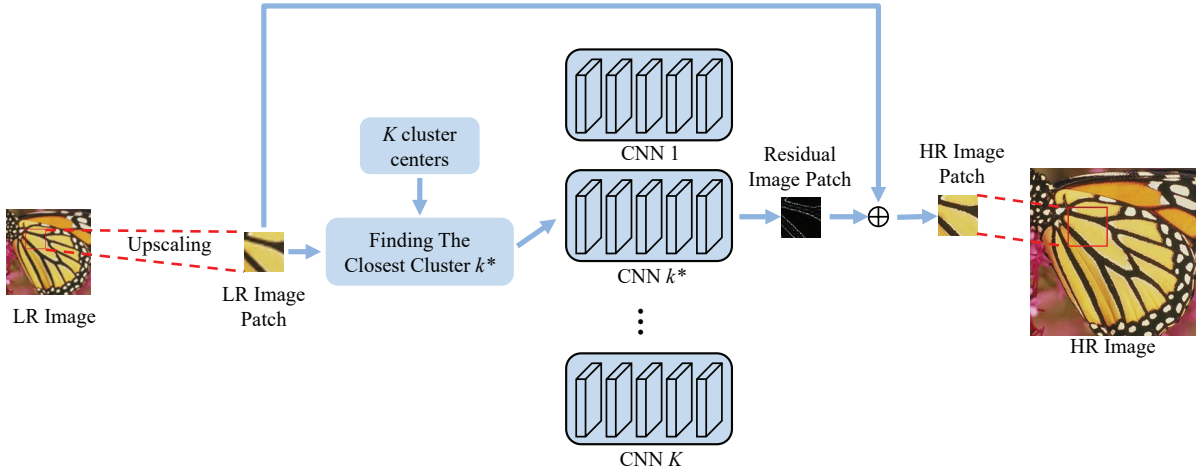 LR Image
Upscaling
LR Image
Patch
K cluster
centers
Finding The
Closest Cluster k*
CNN 1
CNN k*
⋮
CNN K
Residual
Image Patch
HR Image
Patch
HR Image